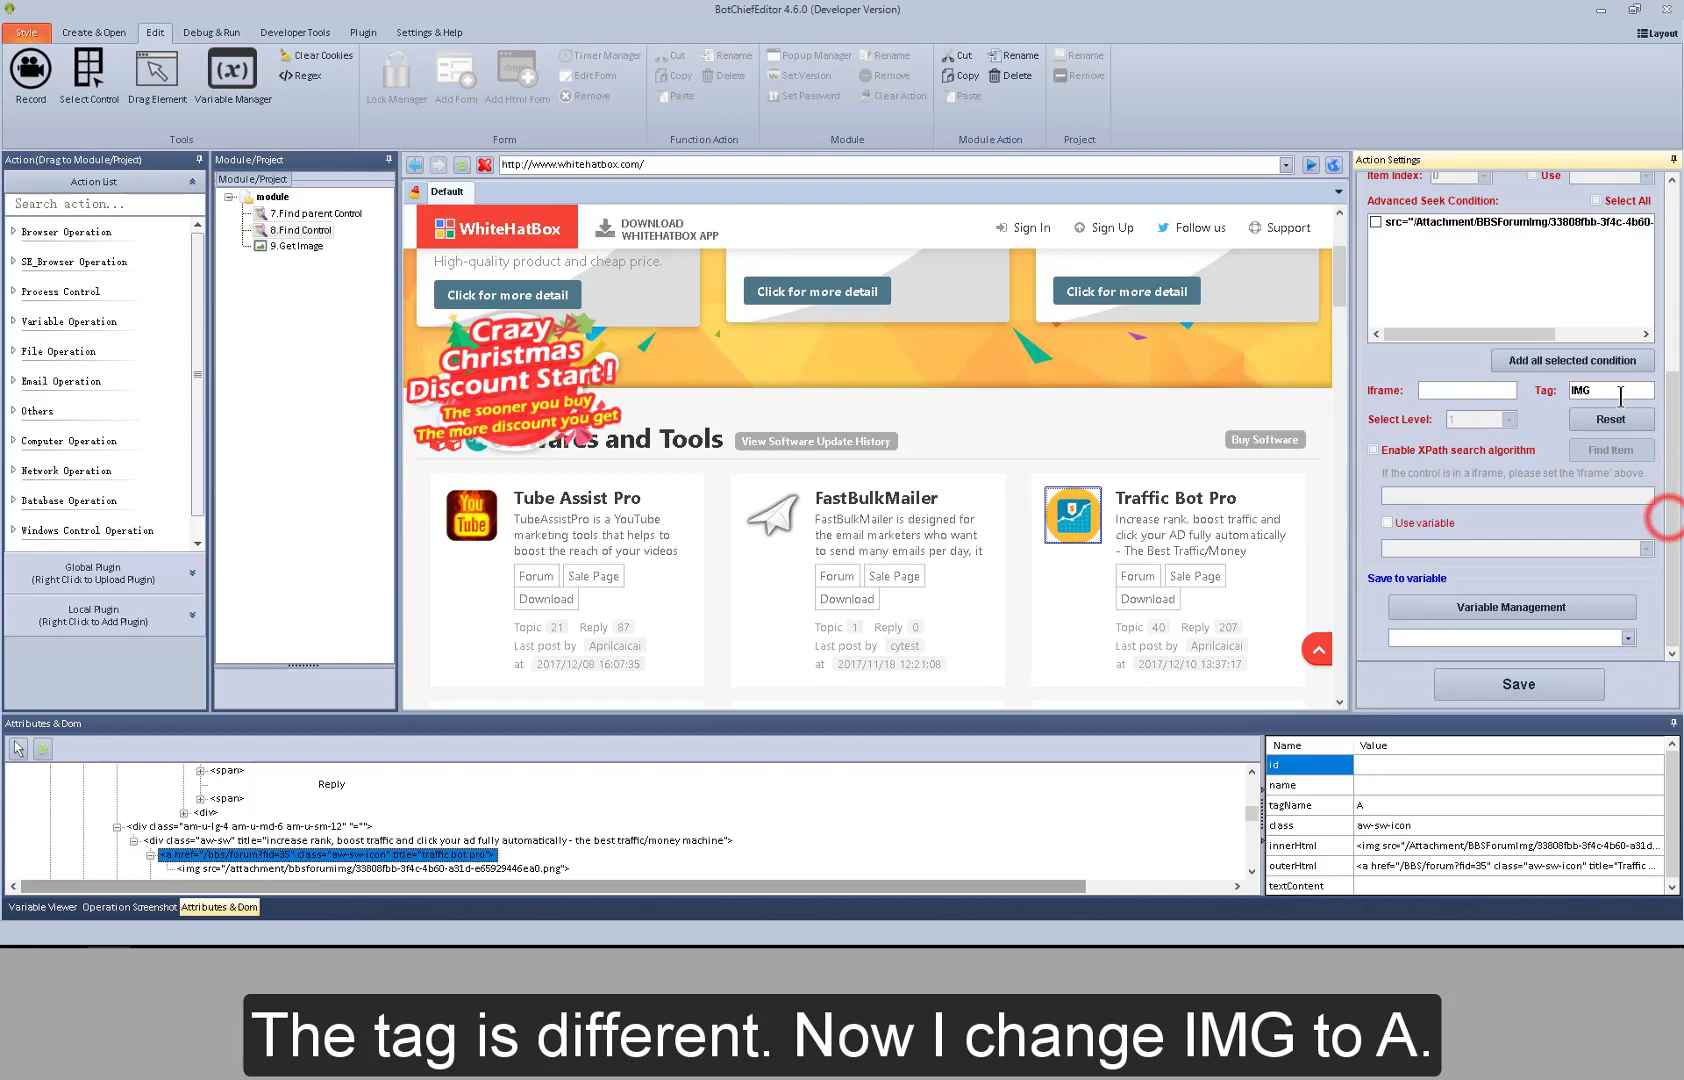 BotChiefEditor 4.6.0 (Developer Version)
Style
Create & Open
Edit
Debug & Run
Developer Tools
Plugin
Settings & Help
Layout
Record
Select Control
Drag Element
Variable Manager
Clear Cookies
Regex
Tools
Lock Manager
Add Form
Add Html Form
Timer Manager
Edit Form
Remove
Form
Cut
Copy
Paste
Rename
Delete
Function Action
Popup Manager
Set Version
Set Password
Rename
Remove
Clear Action
Module
Cut
Copy
Paste
Rename
Delete
Module Action
Rename
Remove
Project
Action(Drag to Module/Project)
Action List
Search action...
Browser Operation
SE_Browser Operation
Process Control
Variable Operation
File Operation
Email Operation
Others
Computer Operation
Network Operation
Database Operation
Windows Control Operation
Global Plugin
(Right Click to Upload Plugin)
Local Plugin
(Right Click to Add Plugin)
Module/Project
Module/Project
module
7.Find parent Control
8.Find Control
9.Get Image
http://www.whitehatbox.com/
Default
WhiteHatBox
DOWNLOAD
WHITEHATBOX APP
Sign In
Sign Up
Follow us
Support
High-quality product and cheap price.
Click for more detail
Click for more detail
Click for more detail
Crazy
Christmas
Discount Start!
The sooner you buy
The more discount you get
res and Tools
View Software Update History
Buy Software
Tube Assist Pro
TubeAssistPro is a YouTube
marketing tools that helps to
boost the reach of your videos
Forum
Sale Page
Download
Topic 21 Reply 87
Last post by Aprilcaicai
at 2017/12/08 16:07:35
You
Tube
FastBulkMailer
FastBulkMailer is designed for
the email marketers who want
to send many emails per day, it
Forum
Sale Page
Download
Topic 1 Reply 0
Last post by cytest
at 2017/11/18 12:21:08
Traffic Bot Pro
Increase rank, boost traffic and
click your AD fully automatically
- The Best Traffic/Money
Forum
Sale Page
Download
Topic 40 Reply 207
Last post by Aprilcaicai
at 2017/12/10 13:37:17
Action Settings
Item Index: 0 Use
Advanced Seek Condition: Select All
src="/Attachment/BBSForumImg/33808fbb-3f4c-4b60-
Add all selected condition
Iframe:
Tag: IMG
Select Level: 1
Reset
Enable XPath search algorithm
Find Item
If the control is in a iframe, please set the 'Iframe' above.
Use variable
Save to variable
Variable Management
Save
Attributes & Dom
<span>
Reply
<span>
<div>
<div class="am-u-lg-4 am-u-md-6 am-u-sm-12" "="">
<div class="aw-sw" title="increase rank, boost traffic and click your ad fully automatically - the best traffic/money machine">
<a href="/bbs/forum?fid=35" class="aw-sw-icon" title="traffic bot pro">
<img src="/attachment/bbsforumimg/33808fbb-3f4c-4b60-a31d-e65929446ea0.png">
Name Value
id
name
tagName A
class aw-sw-icon
innerHtml <img src="/Attachment/BBSForumImg/33808fbb-3f4c-4b60-a31d...
outerHtml <a href="/BBS/forum?fid=35" class="aw-sw-icon" title="Traffic ...
textContent
Variable Viewer
Operation Screenshot
Attributes & Dom
The tag is different. Now I change IMG to A.